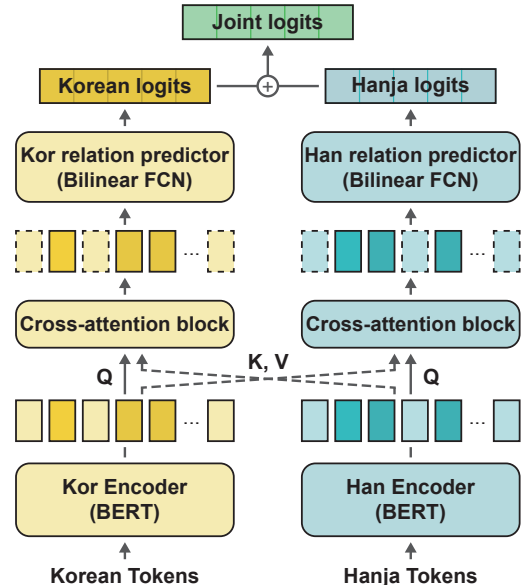 Joint logits
Korean logits
+
Hanja logits
Kor relation predictor
(Bilinear FCN)
Han relation predictor
(Bilinear FCN)
...
...
Cross-attention block
Cross-attention block
K, V
Q
Q
...
...
Kor Encoder
(BERT)
Han Encoder
(BERT)
Korean Tokens
Hanja Tokens